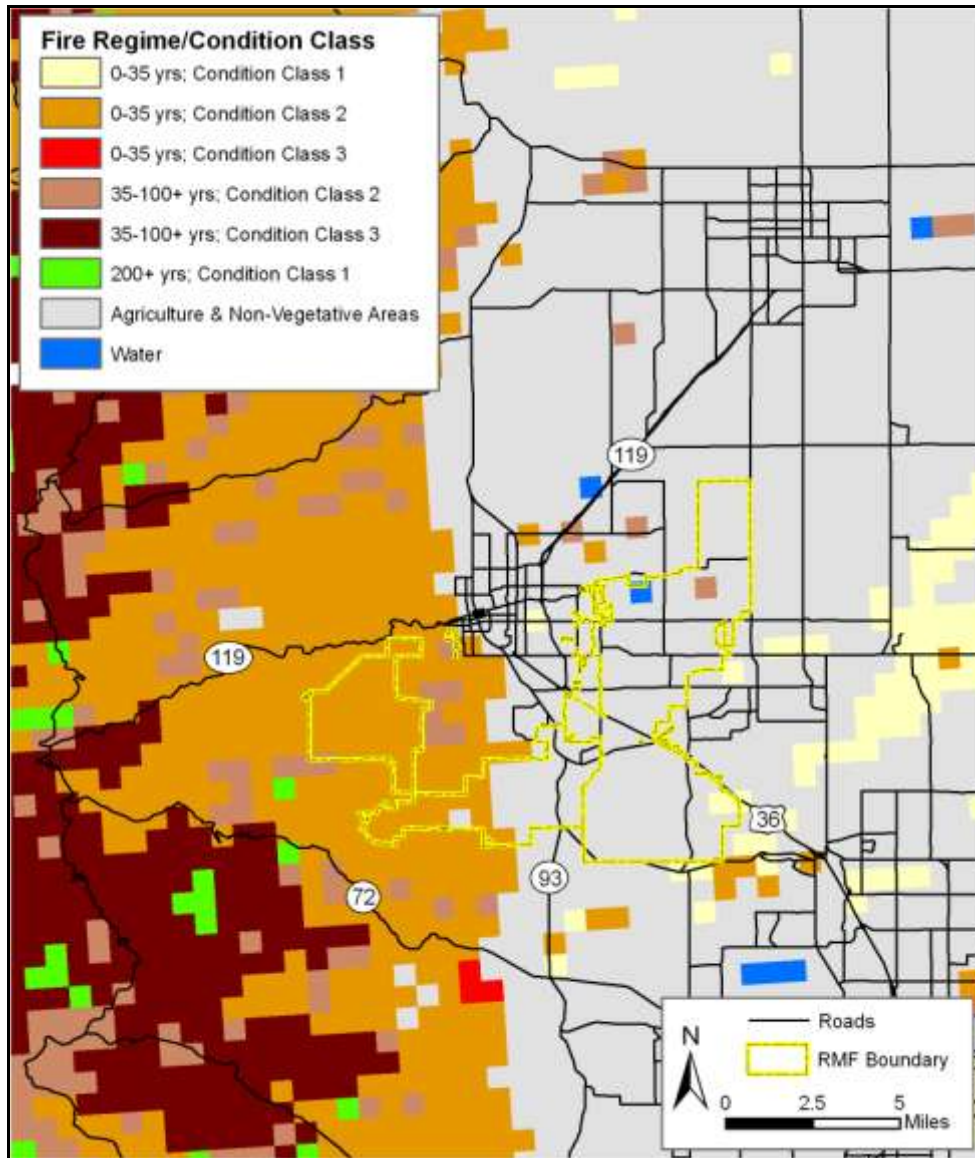 Fire Regime/Condition Class
0-35 yrs; Condition Class 1
0-35 yrs; Condition Class 2
0-35 yrs; Condition Class 3
35-100+ yrs; Condition Class 2
35-100+ yrs; Condition Class 3
200+ yrs; Condition Class 1
Agriculture & Non-Vegetative Areas
Water
119
119
36
93
72
N
Roads
RMF Boundary
0 2.5 5
Miles